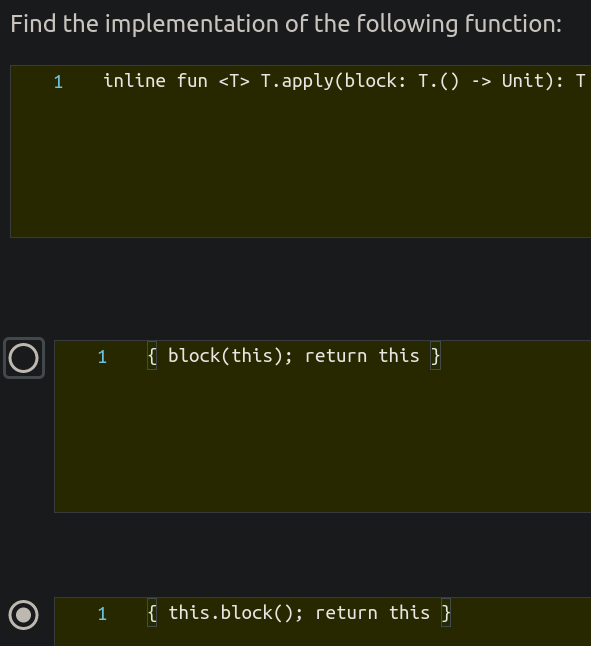 Find the implementation of the following function:
1 inline fun <T> T.apply(block: T.() -> Unit): T
1 { block(this); return this }
1 { this.block(); return this }